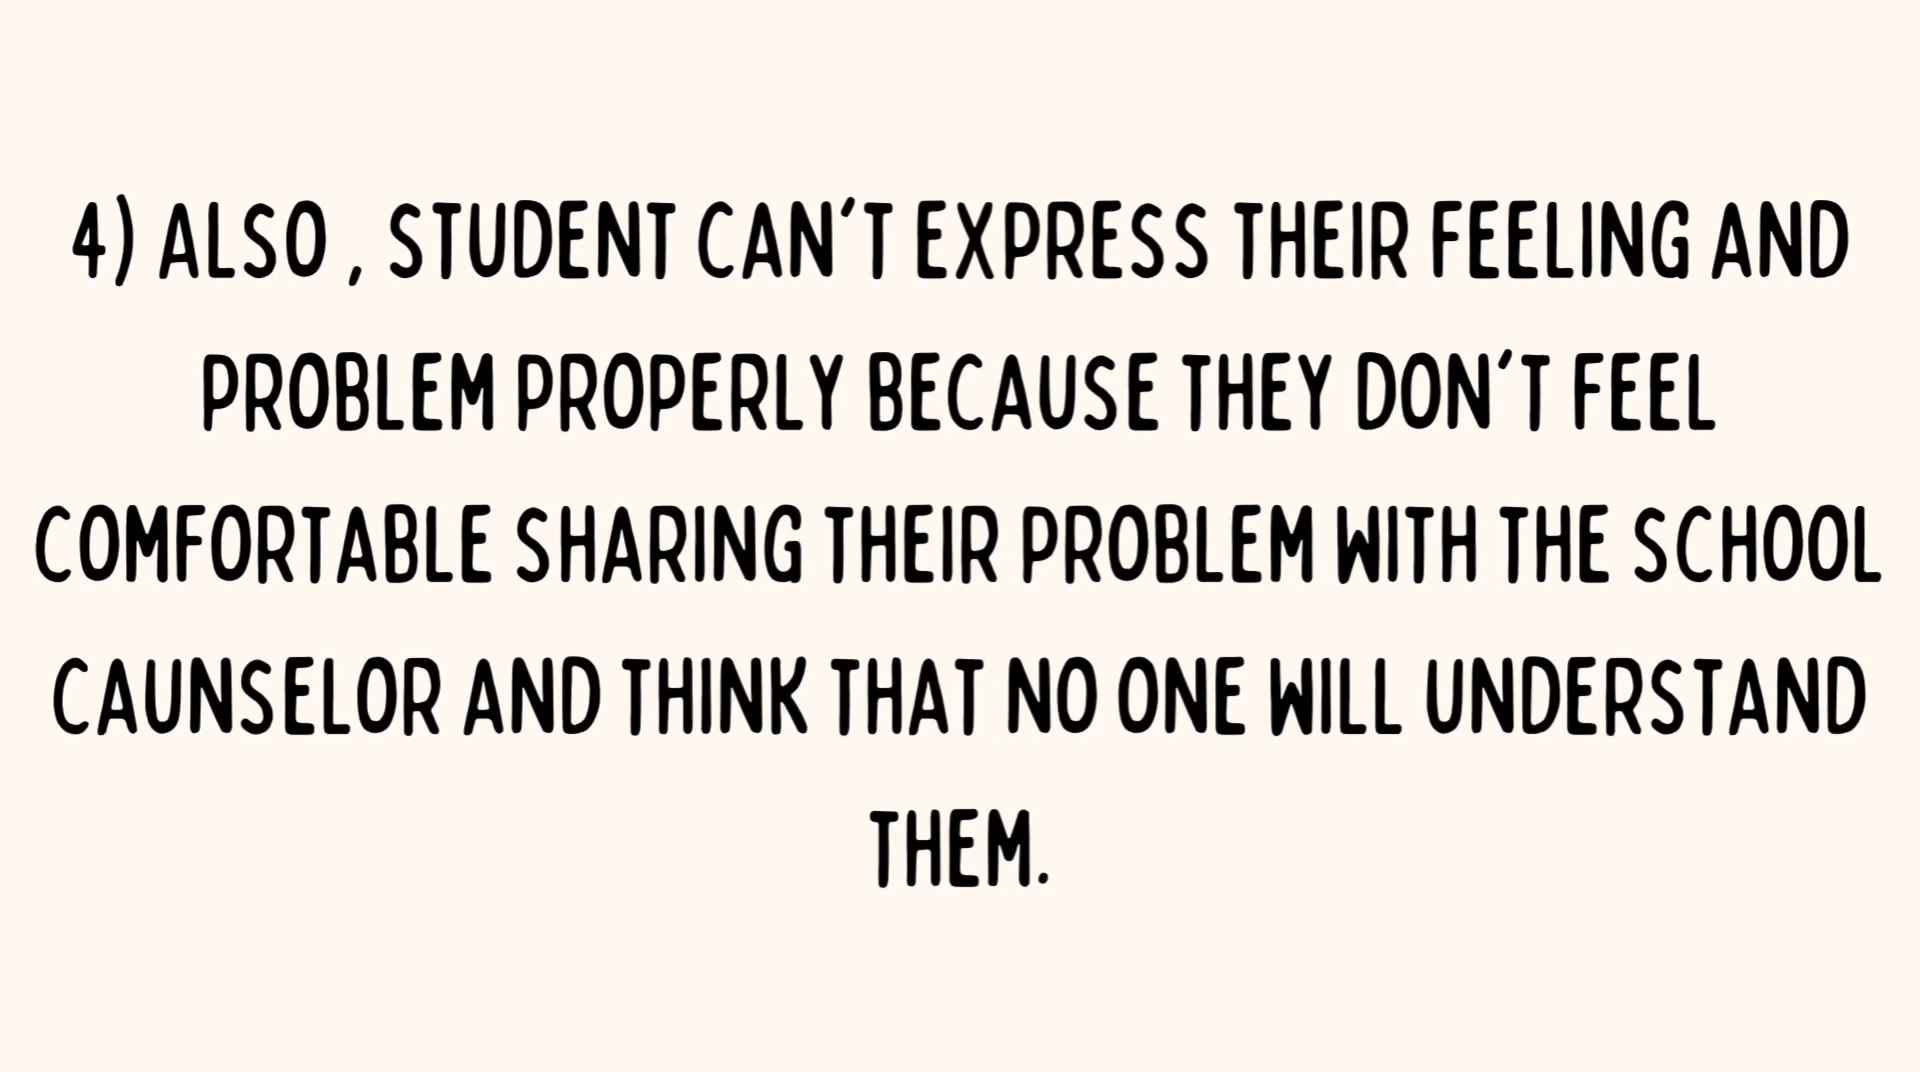 4) ALSO , STUDENT CAN'T EXPRESS THEIR FEELING AND
PROBLEM PROPERLY BECAUSE THEY DON'T FEEL
COMFORTABLE SHARING THEIR PROBLEM WITH THE SCHOOL
CAUNSELOR AND THINK THAT NO ONE WILL UNDERSTAND
THEM.